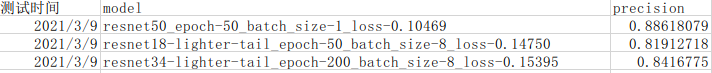 测试时间 model precision
2021/3/9 resnet50_epoch-50_batch_size-1_loss-0.10469 0.88618079
2021/3/9 resnet18-lighter-tail_epoch-50_batch_size-8_loss-0.14750 0.81912718
2021/3/9 resnet34-lighter-tail_epoch-200_batch_size-8_loss-0.15395 0.8416775